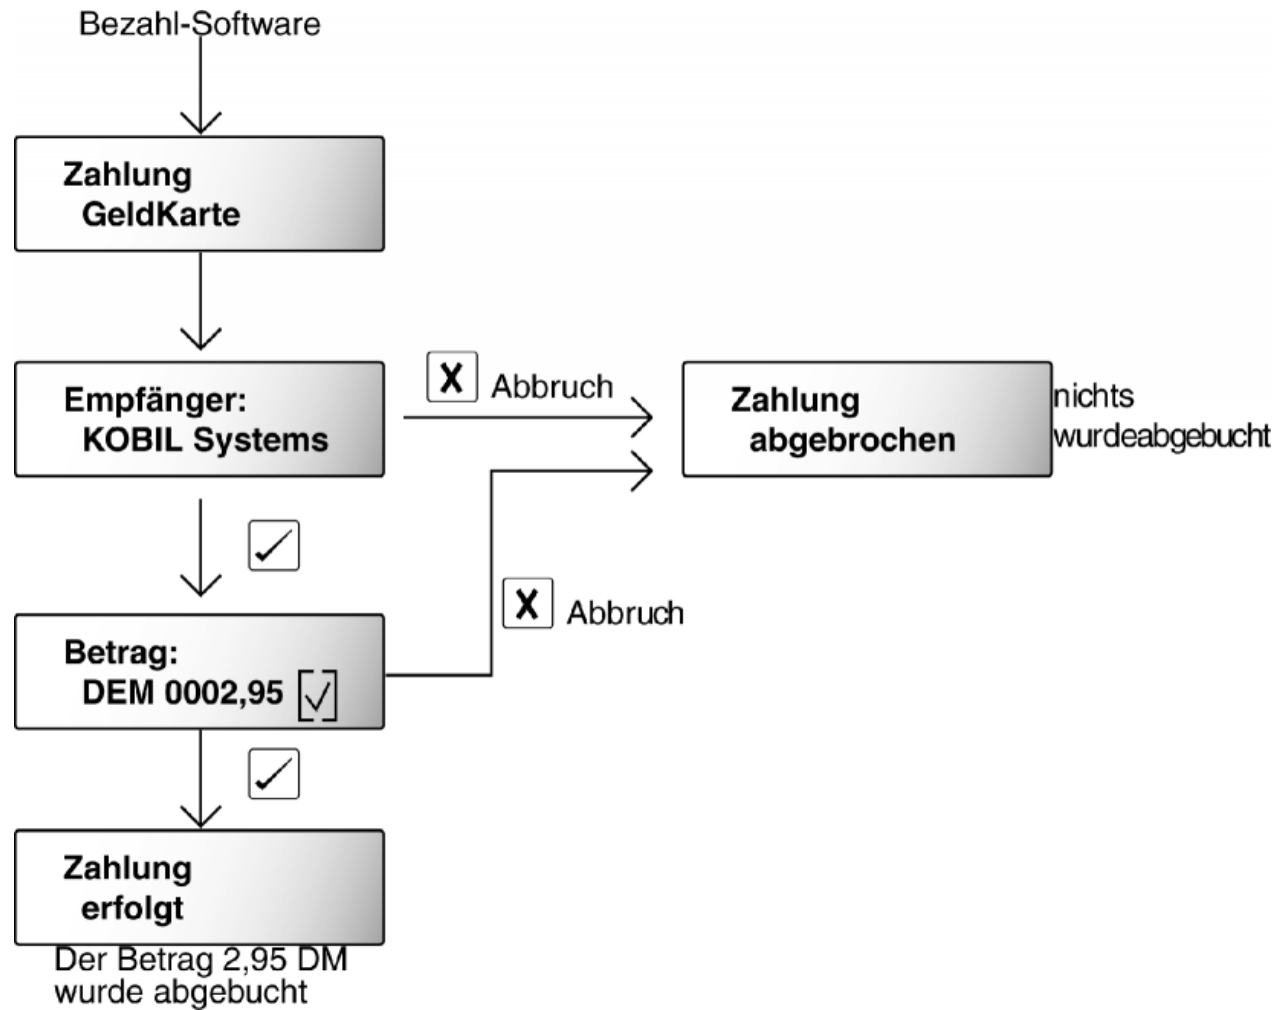 Bezahl-Software
Zahlung
GeldKarte
Empfänger:
KOBIL Systems
X Abbruch
Zahlung
abgebrochen
nichts
wurdeabgebucht
✓
Betrag:
DEM 0002,95 [✓]
X Abbruch
✓
Zahlung
erfolgt
Der Betrag 2,95 DM
wurde abgebucht